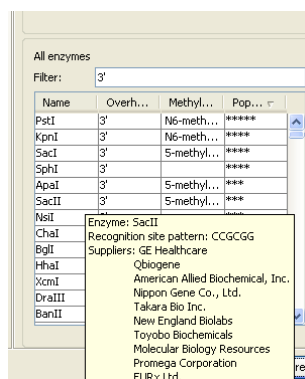 All enzymes
Filter: 3'
Name Overh... Methyl... Pop...
PstI 3' N6-meth... *****
KpnI 3' N6-meth... ****
SacI 3' 5-methyl... ****
SphI 3' ****
ApaI 3' 5-methyl... ***
SacII 3' 5-methyl... ***
NsiI
ChaI
BglI
HhaI
XcmI
DraIII
BanII
Enzyme: SacII
Recognition site pattern: CCGCGG
Suppliers: GE Healthcare
Qbiogene
American Allied Biochemical, Inc.
Nippon Gene Co., Ltd.
Takara Bio Inc.
New England Biolabs
Toyobo Biochemicals
Molecular Biology Resources
Promega Corporation
EURx Ltd.